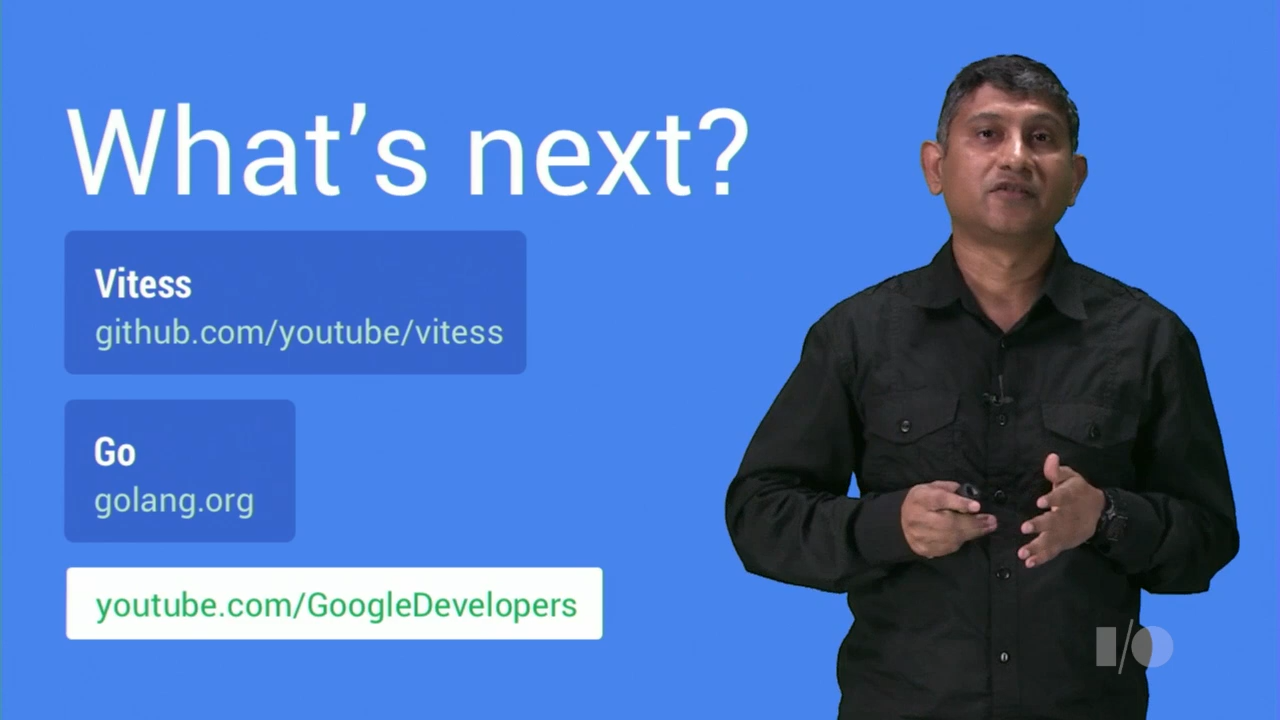 What's next?
Vitess
github.com/youtube/vitess
Go
golang.org
youtube.com/GoogleDevelopers
I/O